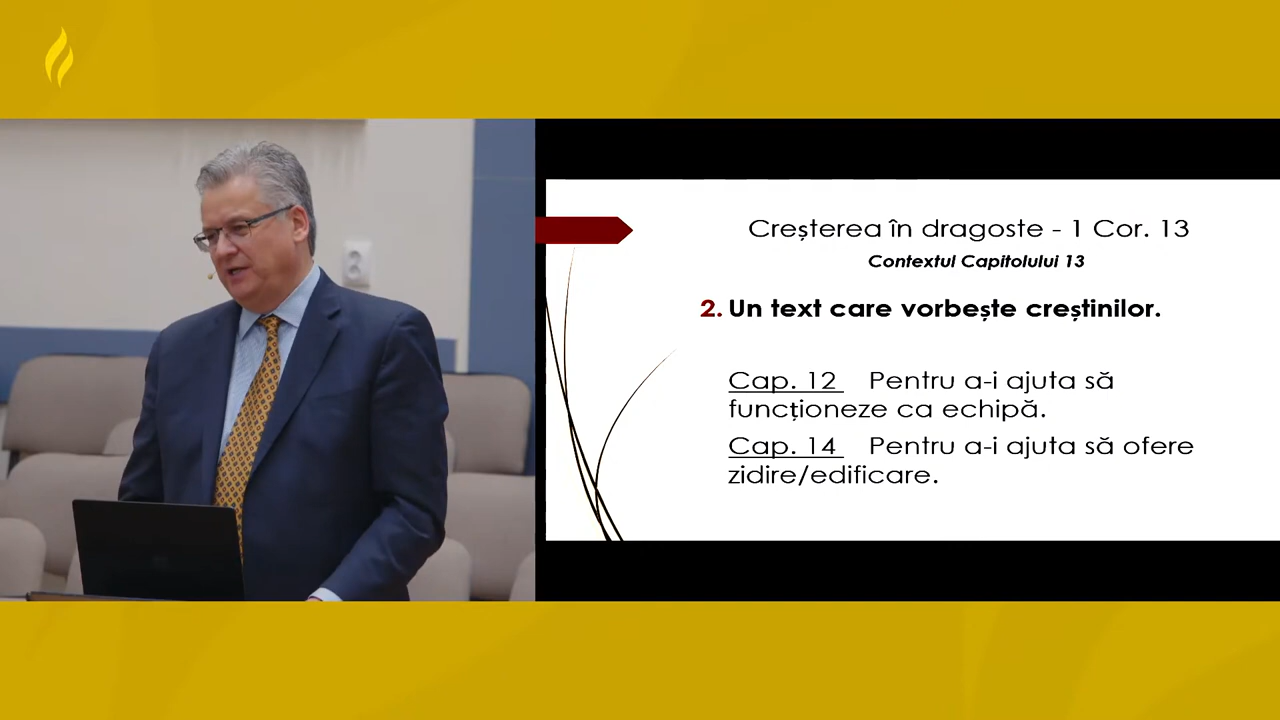 Creșterea în dragoste - 1 Cor. 13
Contextul Capitolului 13
2. Un text care vorbește creștinilor.
Cap. 12 Pentru a-i ajuta să
funcționeze ca echipă.
Cap. 14 Pentru a-i ajuta să ofere
zidire/edificare.